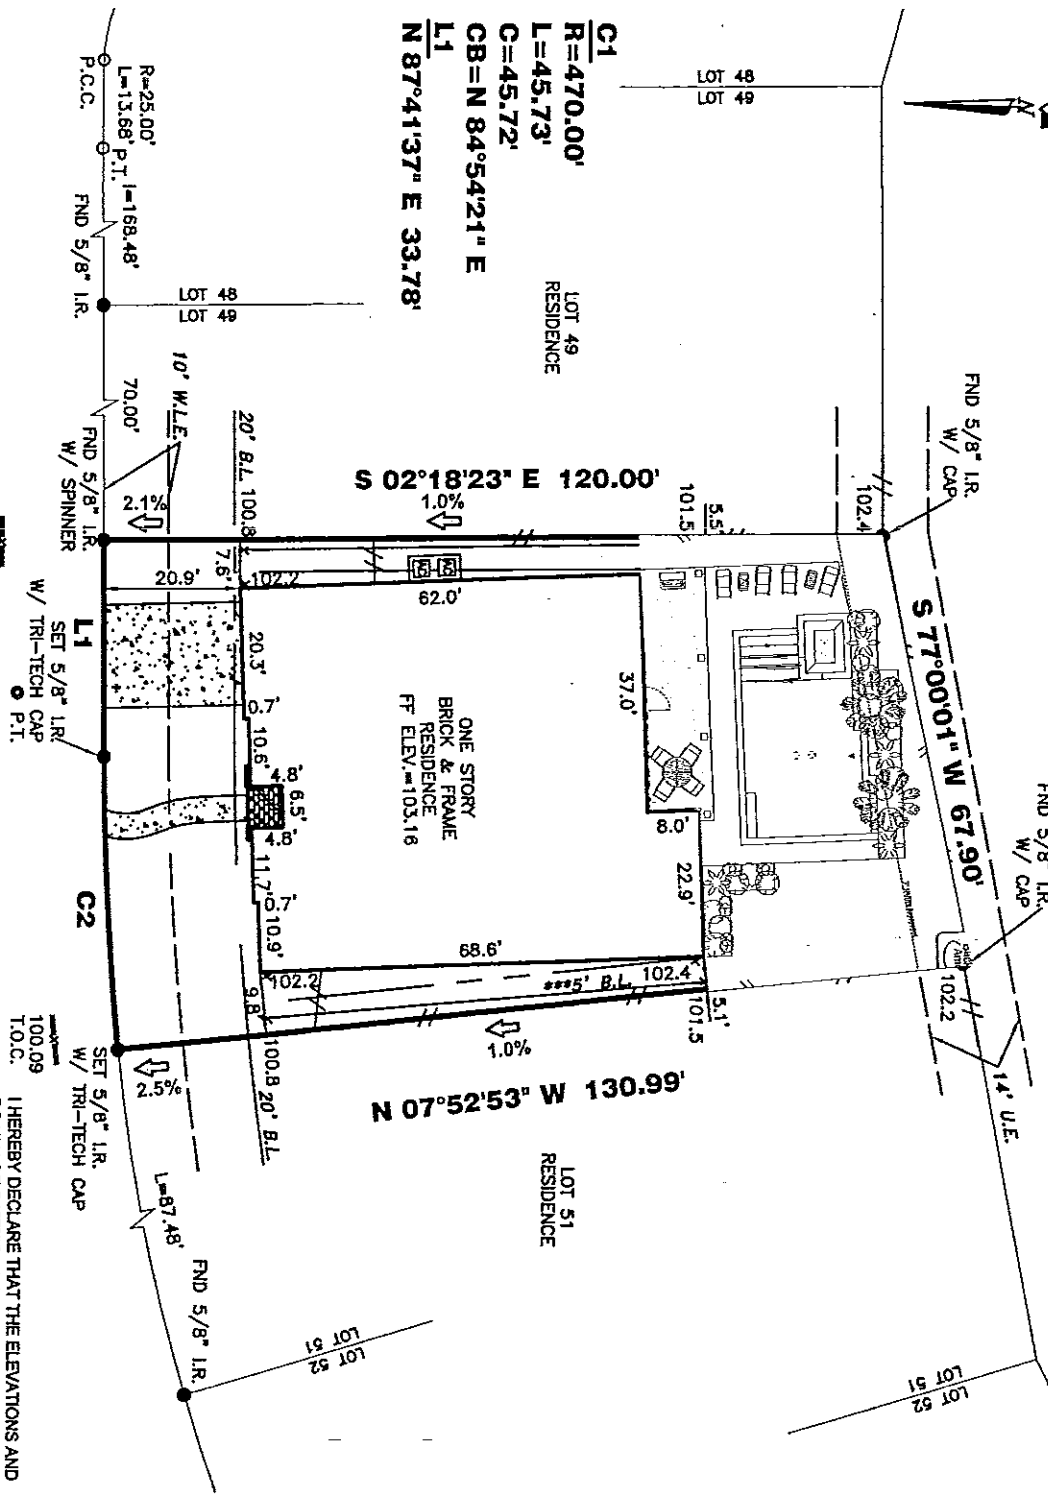 C1
R=470.00'
L=45.73'
C=45.72'
CB=N 84°54'21" E
L1
N 87°41'37" E 33.78'
LOT 48
LOT 49
N
R=25.00'
L=13.68'
P.C.C.
P.T.
L=168.48'
FND 5/8" I.R.
LOT 48
LOT 49
LOT 49
RESIDENCE
70.00'
10' W.L.E.
20' B.L.
FND 5/8" I.R.
W/ SPINNER
FND 5/8" I.R.
W/ CAP
S 02°18'23" E 120.00'
2.1%
100.8
1.0%
101.5
5.5'
102.4
7.6'
20.9'
102.2
62.0'
AC
AC
S 77°00'01" W 67.90'
L1
SET 5/8" I.R.
W/ TRI-TECH CAP
P.T.
20.3'
0.7'
10.6'
4.8'
6.5'
4.8'
11.7'
0.7'
10.9'
ONE STORY
BRICK & FRAME
RESIDENCE
FF ELEV.=103.16
37.0'
8.0'
22.9'
68.6'
FND 5/8" I.R.
W/ CAP
C2
102.2
9.8'
***5' B.L.
102.4
5.1'
101.5
102.2
14' U.E.
100.8
20' B.L.
1.0%
2.5%
N 07°52'53" W 130.99'
SET 5/8" I.R.
W/ TRI-TECH CAP
100.09
T.O.C.
LOT 51
RESIDENCE
L=87.48'
FND 5/8" I.R.
LOT 51
LOT 52
LOT 51
LOT 52
I HEREBY DECLARE THAT THE ELEVATIONS AND